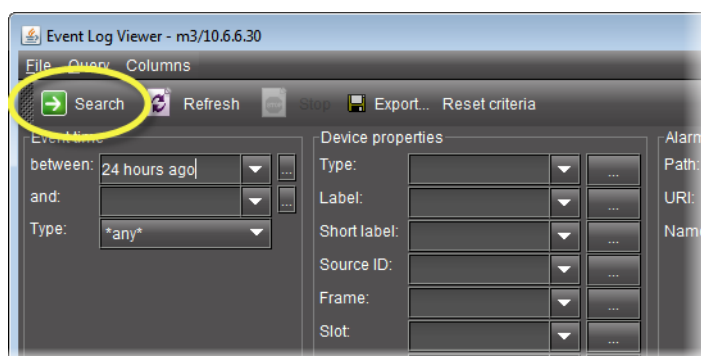 Event Log Viewer - m3/10.6.6.30
File Query Columns
Search Refresh Stop Export... Reset criteria
Event time Device properties Alarm
between: 24 hours ago ... Type: ... Path:
and: ... Label: ... URI:
Type: *any* Short label: ... Name
Source ID: ...
Frame: ...
Slot: ...